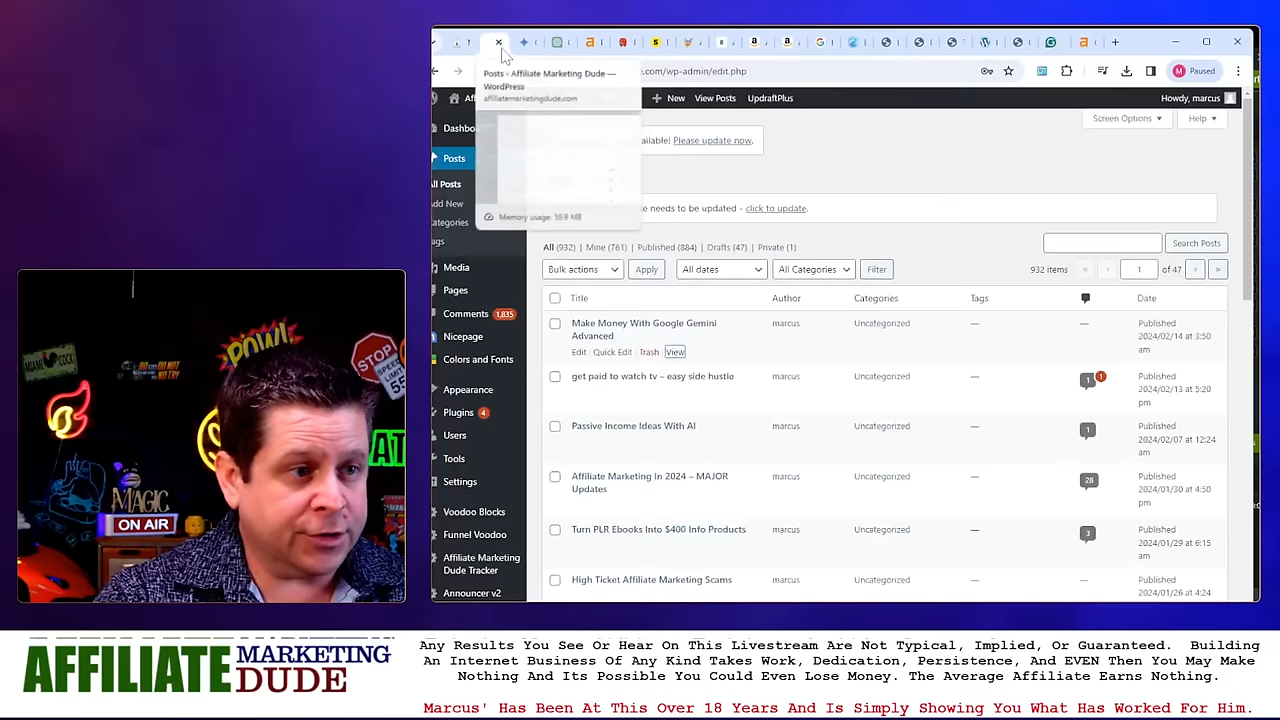 Posts ‹ Affiliate Marketing Dude —
WordPress
affiliatemarketingdude.com
Memory usage: 59.9 MB
e.com/wp-admin/edit.php
Paused
New
View Posts
UpdraftPlus
Howdy, marcus
Screen Options
Help
Posts
All Posts
Media
Pages
Comments 1,835
Nicepage
Colors and Fonts
Appearance
Plugins 4
Users
Tools
Settings
Voodoo Blocks
Funnel Voodoo
Affiliate Marketing
Dude Tracker
Announcer v2
Please update now.
e needs to be updated - click to update.
All (932) | Mine (761) | Published (884) | Drafts (47) | Private (1)
Search Posts
Bulk actions
Apply
All dates
All Categories
Filter
932 items « ‹ 1 of 47 › »
Title Author Categories Tags Date
Make Money With Google Gemini
Advanced
Edit Quick Edit Trash View
marcus Uncategorized — —
Published
2024/02/14 at 3:50
am
get paid to watch tv – easy side hustle marcus Uncategorized — 1 1
Published
2024/02/13 at 5:20
pm
Passive Income Ideas With AI marcus Uncategorized — 1
Published
2024/02/07 at 12:24
am
Affiliate Marketing In 2024 – MAJOR
Updates
marcus Uncategorized — 28
Published
2024/01/30 at 4:50
pm
Turn PLR Ebooks Into $400 Info Products marcus Uncategorized — 3
Published
2024/01/29 at 6:15
am
High Ticket Affiliate Marketing Scams marcus Uncategorized — —
Published
2024/01/26 at 4:24
POW!
STOP
SPEED
55
MAGIC
ON AIR
AFFILIATE MARKETING
DUDE
Any Results You See Or Hear On This Livestream Are Not Typical, Implied, Or Guaranteed. Building
An Internet Business Of Any Kind Takes Work, Dedication, Persistence, And EVEN Then You May Make
Nothing And Its Possible You Could Even Lose Money. The Average Affiliate Earns Nothing.
Marcus' Has Been At This Over 18 Years And Is Simply Showing You What Has Worked For Him.